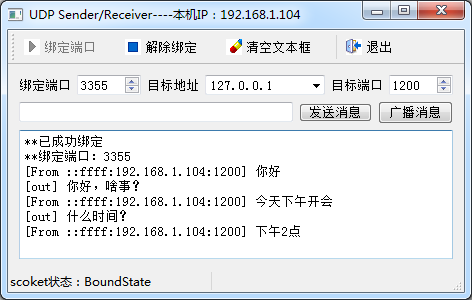 UDP Sender/Receiver----本机IP：192.168.1.104
绑定端口 解除绑定 清空文本框 退出
绑定端口 3355 目标地址 127.0.0.1 目标端口 1200
发送消息 广播消息
**已成功绑定
**绑定端口：3355
[From ::ffff:192.168.1.104:1200] 你好
[out] 你好，啥事？
[From ::ffff:192.168.1.104:1200] 今天下午开会
[out] 什么时间？
[From ::ffff:192.168.1.104:1200] 下午2点
scoket状态：BoundState